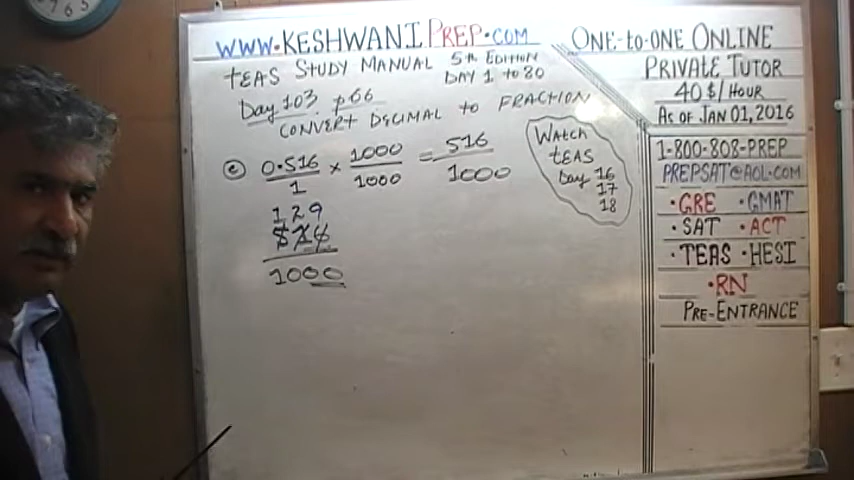 www.KESHWANIPREP.COM
TEAS STUDY MANUAL 5th EDITION
DAY 1 to 80
Day 103 p66
CONVERT DECIMAL to FRACTION
c 0.516 x 1000 = 516
1 1000 1000
129
516
1000
Watch
TEAS
Day 16
17
18
ONE-to-ONE ONLINE
PRIVATE TUTOR
40$/HOUR
AS OF JAN 01, 2016
1-800-808-PREP
PREPSAT@AOL.COM
•GRE •GMAT
•SAT •ACT
•TEAS •HESI
•RN
PRE-ENTRANCE